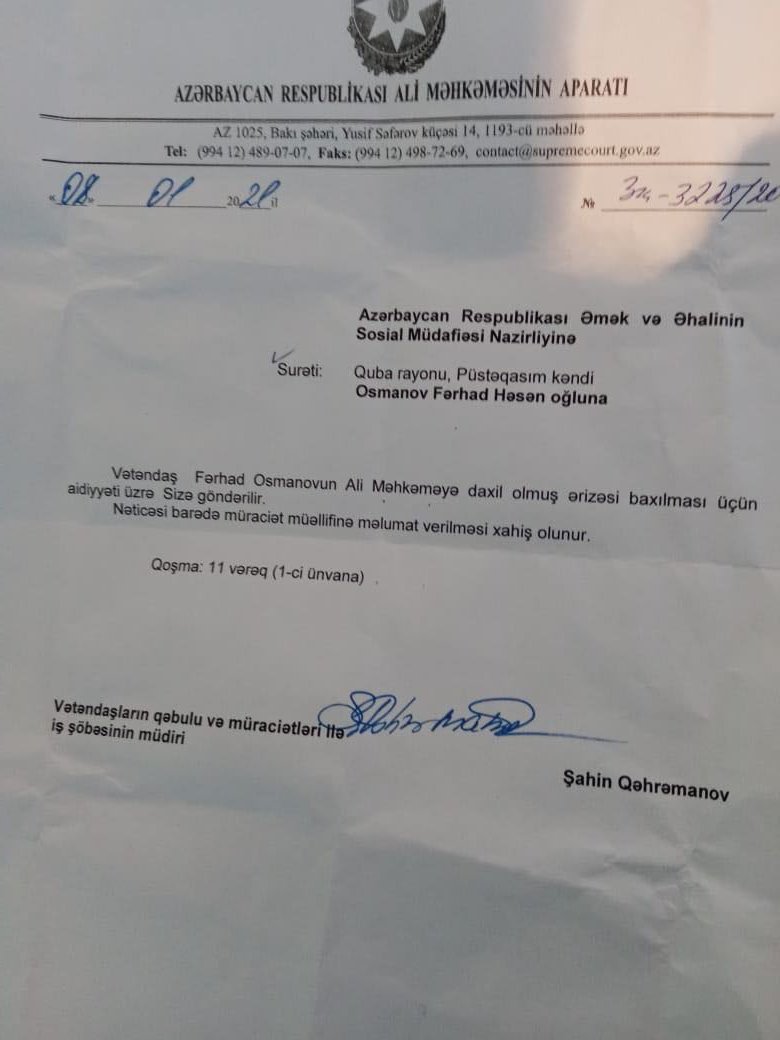 AZƏRBAYCAN RESPUBLİKASI ALİ MƏHKƏMƏSİNİN APARATI
AZ 1025, Bakı şəhəri, Yusif Səfərov küçəsi 14, 1193-cü məhəllə
Tel: (994 12) 489-07-07, Faks: (994 12) 498-72-69, contact@supremecourt.gov.az
«08» 01 2021 il
№ 3224-3228/20
Azərbaycan Respublikası Əmək və Əhalinin
Sosial Müdafiəsi Nazirliyinə
Surəti: Quba rayonu, Püstəqasım kəndi
Osmanov Fərhad Həsən oğluna
Vətəndaş Fərhad Osmanovun Ali Məhkəməyə daxil olmuş ərizəsi baxılması üçün
aidiyyəti üzrə Sizə göndərilir.
Nəticəsi barədə müraciət müəllifinə məlumat verilməsi xahiş olunur.
Qoşma: 11 vərəq (1-ci ünvana)
Vətəndaşların qəbulu və müraciətləri ilə
iş şöbəsinin müdiri
Şahin Qəhrəmanov